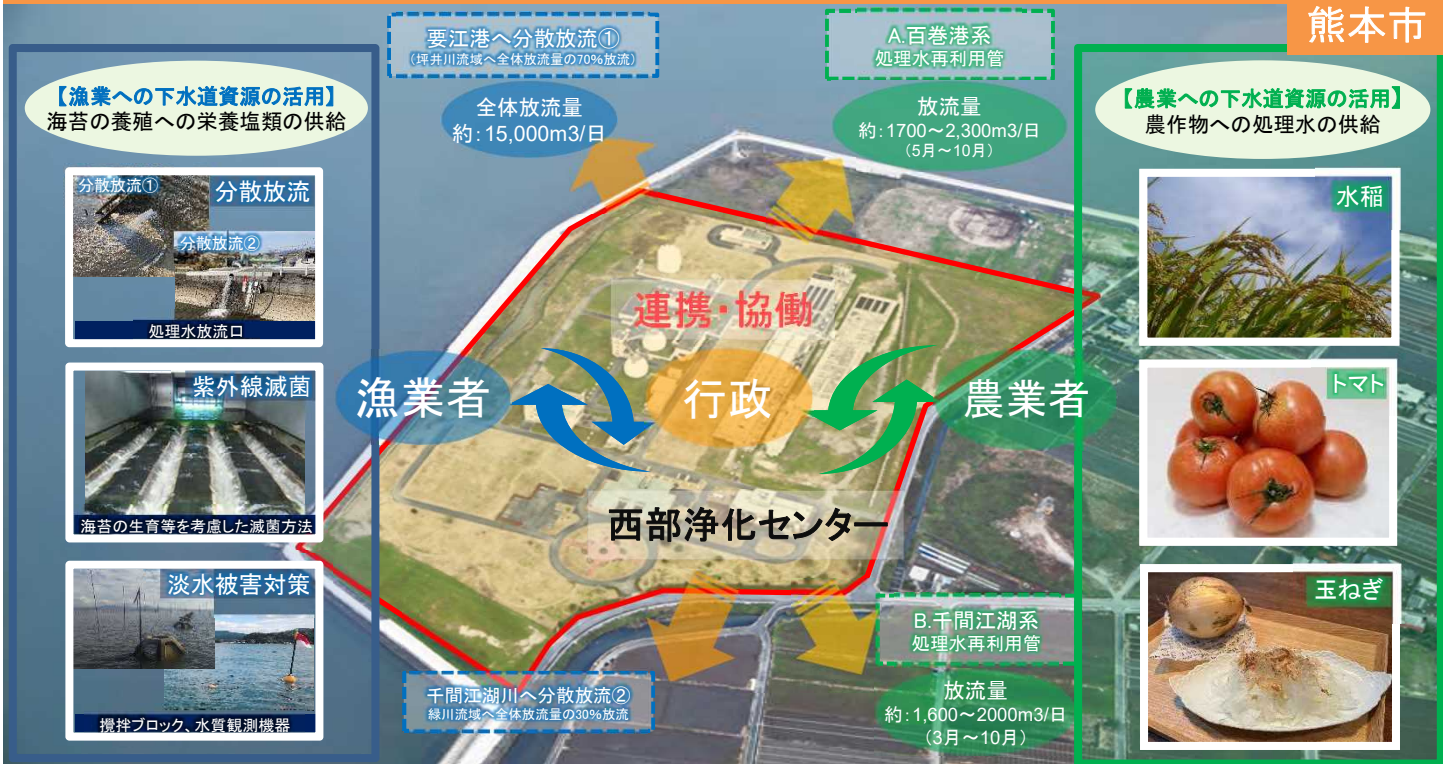 熊本市
【漁業への下水道資源の活用】
海苔の養殖への栄養塩類の供給
分散放流①
分散放流
分散放流②
処理水放流口
紫外線滅菌
海苔の生育等を考慮した滅菌方法
淡水被害対策
攪拌ブロック、水質観測機器
要江港へ分散放流①
(坪井川流域へ全体放流量の70%放流)
全体放流量
約:15,000m3/日
A.百巻港系
処理水再利用管
放流量
約:1700～2,300m3/日
(5月～10月)
連携・協働
漁業者
行政
農業者
西部浄化センター
千間江湖川へ分散放流②
緑川流域へ全体放流量の30%放流
B.千間江湖系
処理水再利用管
放流量
約:1,600～2000m3/日
(3月～10月)
【農業への下水道資源の活用】
農作物への処理水の供給
水稲
トマト
玉ねぎ